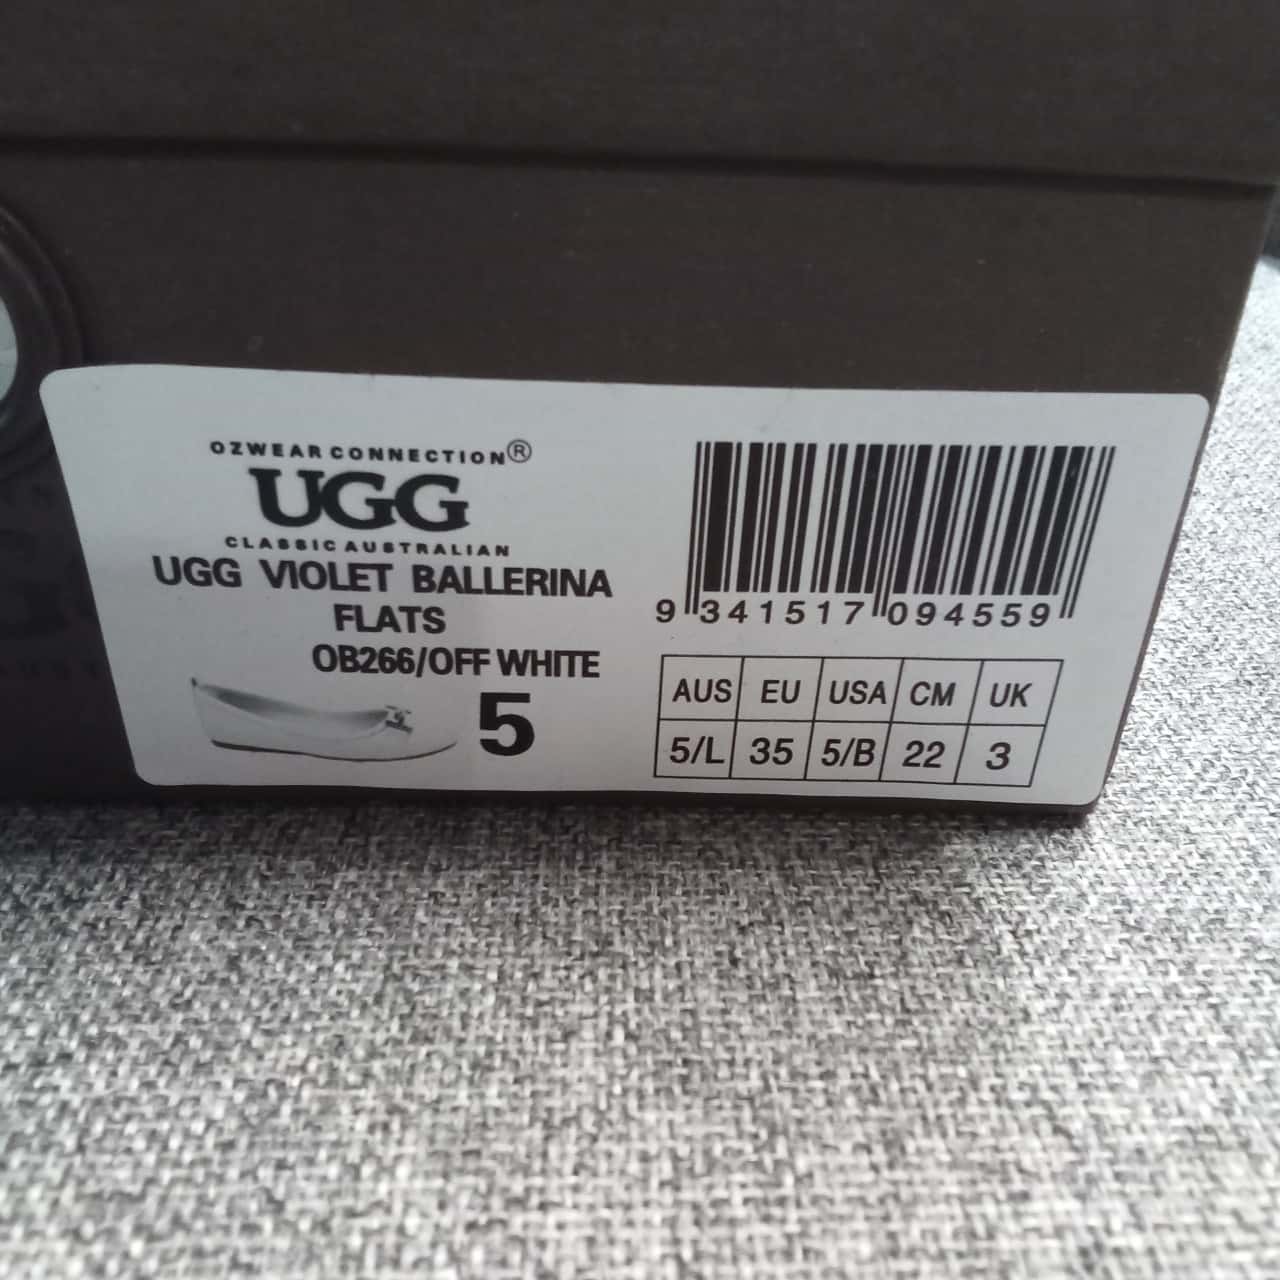 OZWEAR CONNECTION®
UGG
CLASSIC AUSTRALIAN
UGG VIOLET BALLERINA
FLATS
OB266/OFF WHITE
5
9 341517 094559
AUS EU USA CM UK
5/L 35 5/B 22 3